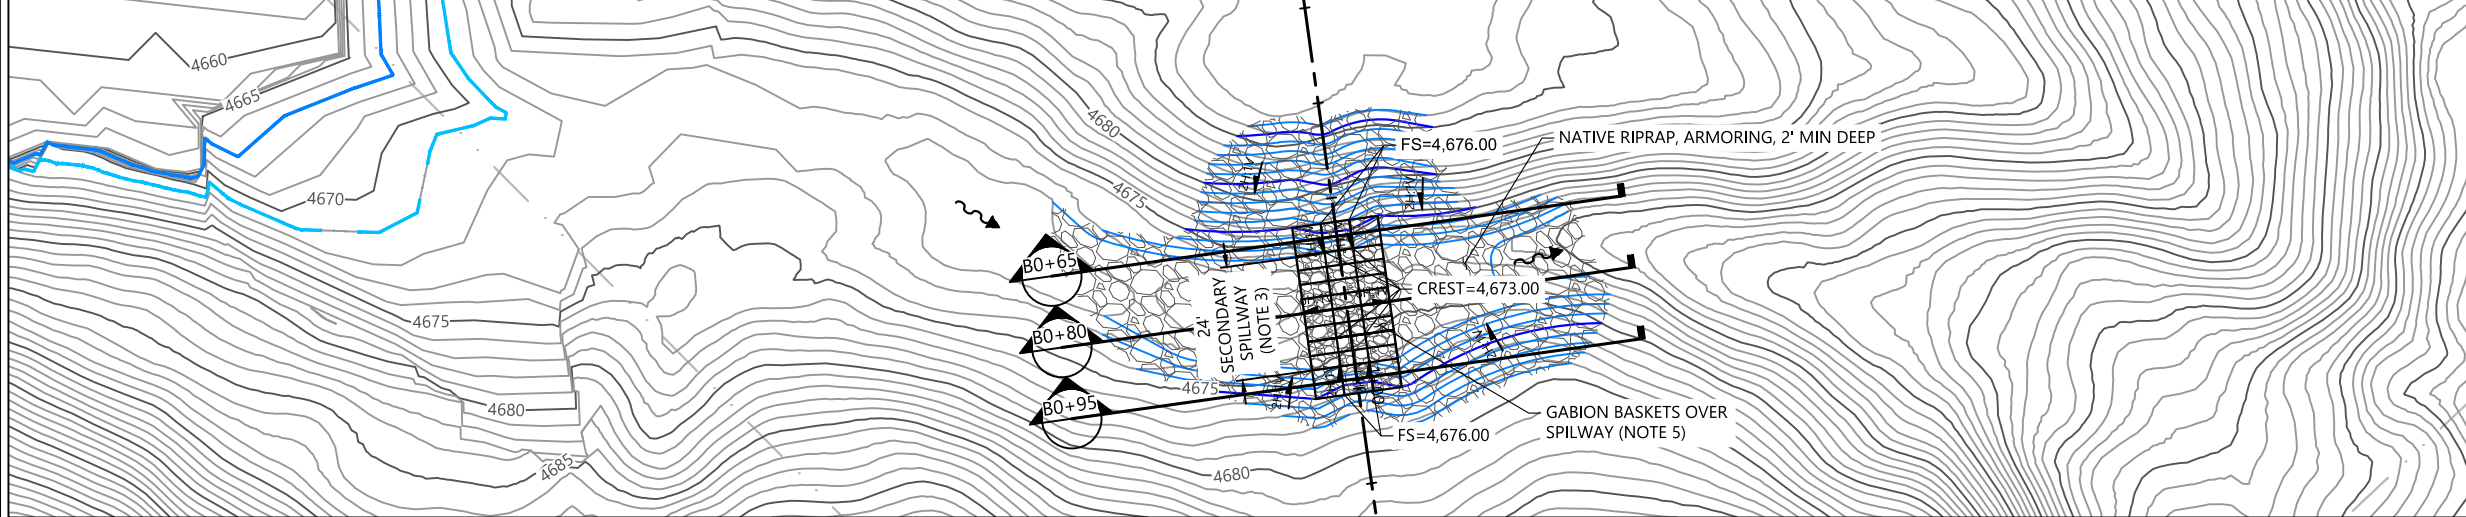 4660
4665
4680
FS=4,676.00
NATIVE RIPRAP, ARMORING, 2' MIN DEEP
4670
4675
B0+65
CREST=4,673.00
24'
SECONDARY
SPILLWAY
(NOTE 3)
4675
B0+80
4675
B0+95
4680
GABION BASKETS OVER
SPILWAY (NOTE 5)
FS=4,676.00
4685
4680